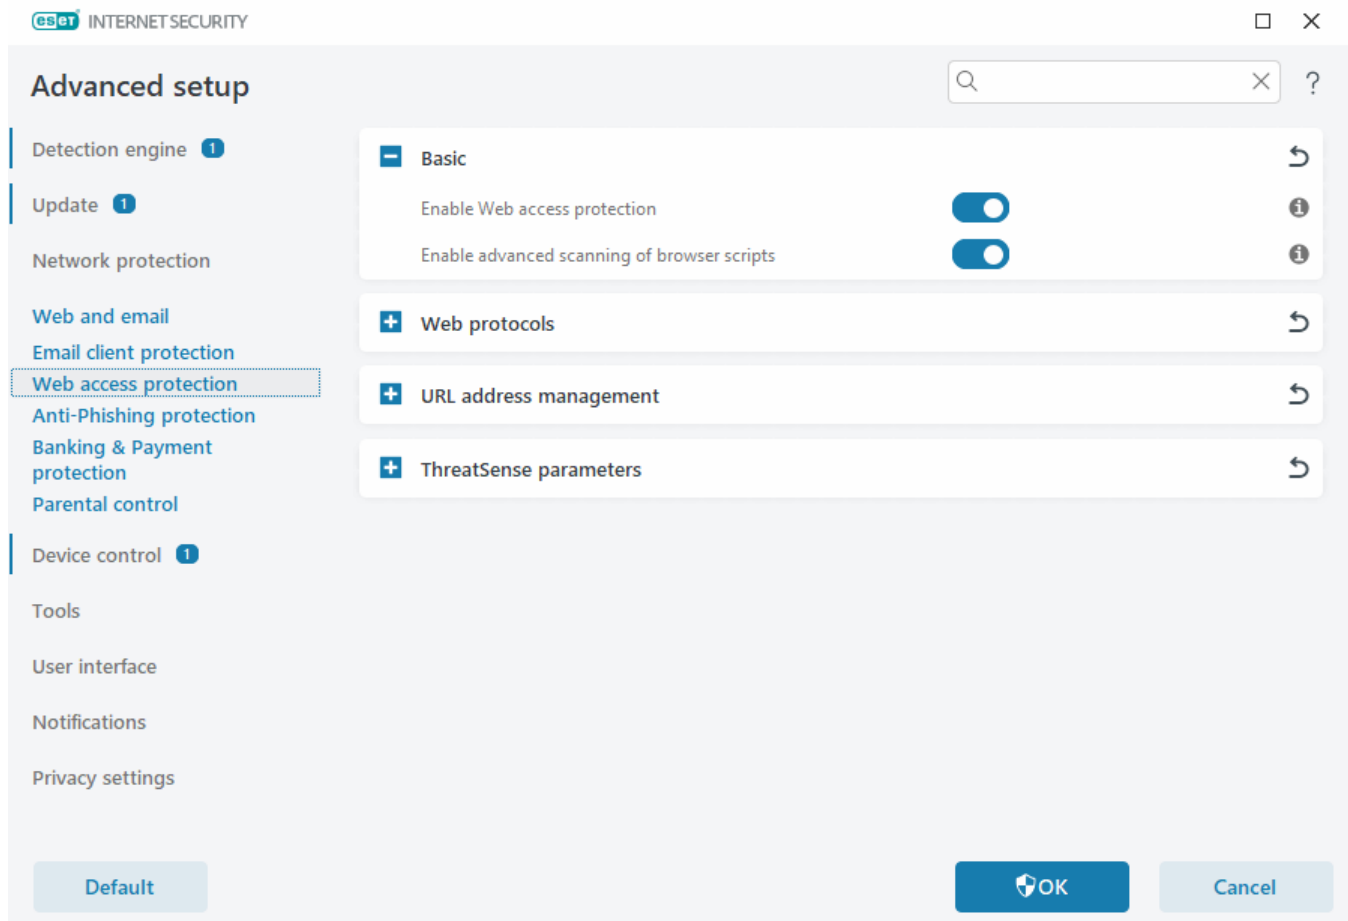 eset INTERNET SECURITY
Advanced setup
?
Detection engine 1
Update 1
Network protection
Web and email
Email client protection
Web access protection
Anti-Phishing protection
Banking & Payment
protection
Parental control
Device control 1
Tools
User interface
Notifications
Privacy settings
Basic
Enable Web access protection
Enable advanced scanning of browser scripts
Web protocols
URL address management
ThreatSense parameters
Default
OK
Cancel